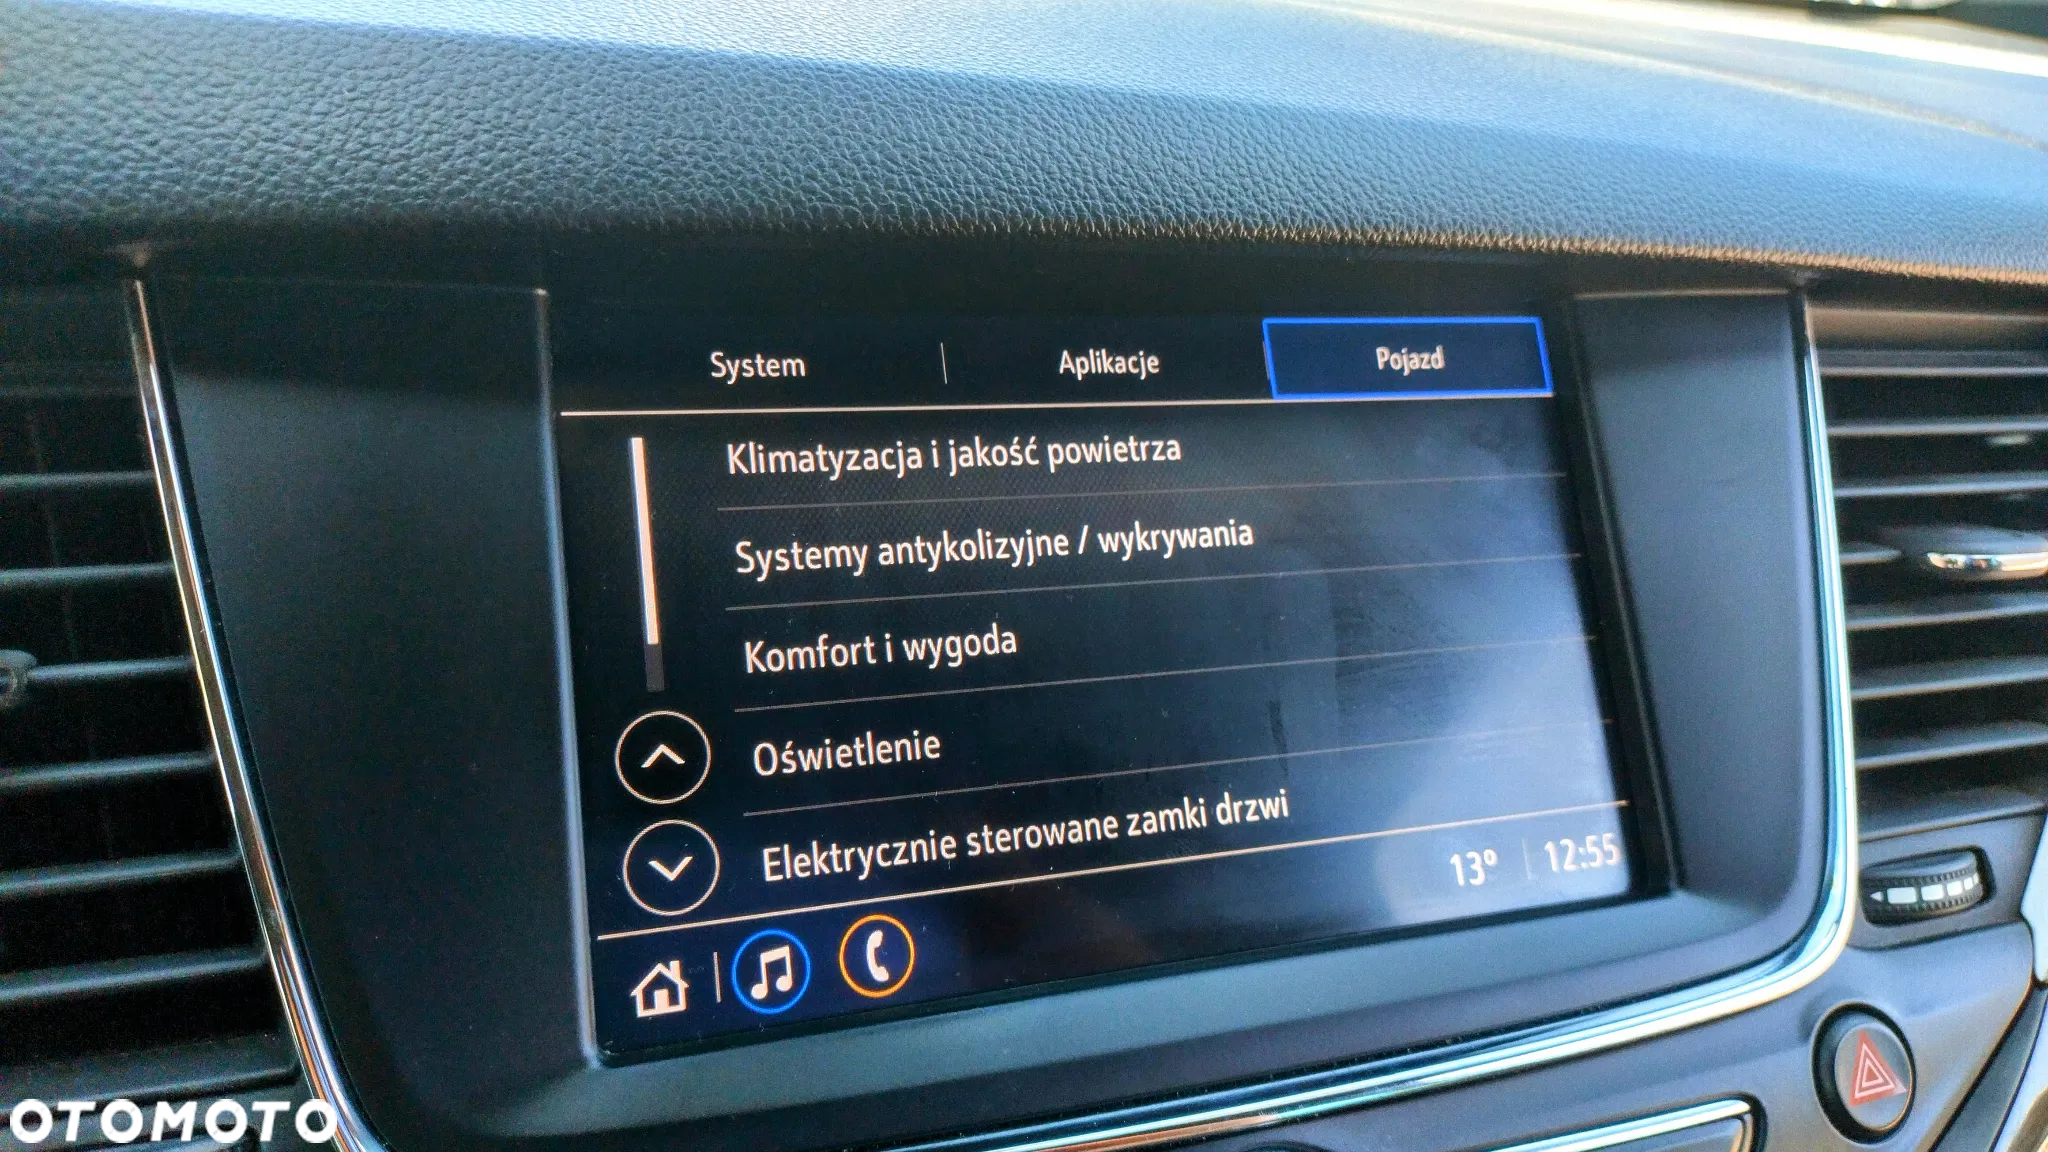 System
Aplikacje
Pojazd
Klimatyzacja i jakość powietrza
Systemy antykolizyjne / wykrywania
Komfort i wygoda
Oświetlenie
Elektrycznie sterowane zamki drzwi
13° 12:55
OTOMOTO